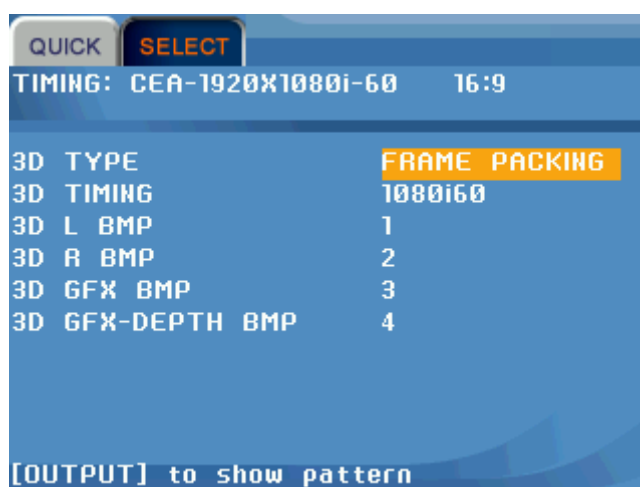 QUICK SELECT
TIMING: CEA-1920X1080i-60 16:9
3D TYPE FRAME PACKING
3D TIMING 1080i60
3D L BMP 1
3D R BMP 2
3D GFX BMP 3
3D GFX-DEPTH BMP 4
[OUTPUT] to show pattern